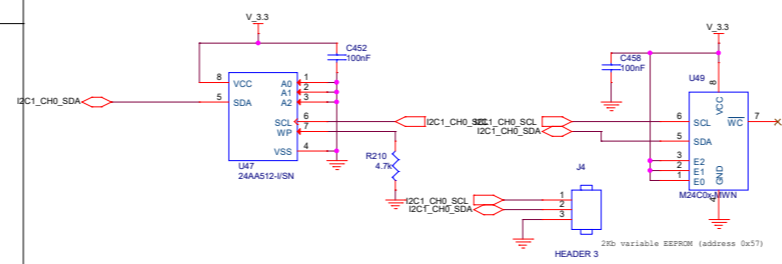 V_3.3
C452
100nF
I2C1_CH0_SDA
8
VCC
5
SDA
A0
1
A1
2
A2
3
SCL
6
WP
7
VSS
4
U47
24AA512-I/SN
R210
4.7k
I2C1_CH0_SCL
I2C1_CH0_SCL
I2C1_CH0_SDA
V_3.3
C458
100nF
U49
8
VCC
6
SCL
WC
7
5
SDA
3
E2
2
E1
1
E0
GND
4
M24C0x-MWN
J4
I2C1_CH0_SCL
1
I2C1_CH0_SDA
2
3
HEADER 3
2Kb variable EEPROM (address 0x57)